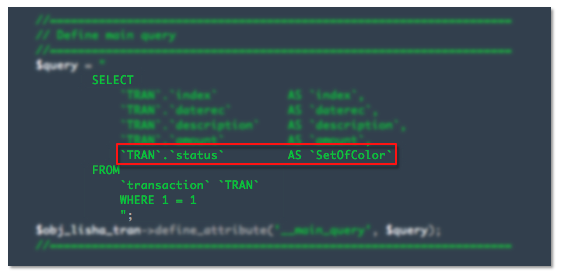 //===============================================
// Define main query
//===============================================
$query = "
SELECT
`TRAN`.`index` AS `index`,
`TRAN`.`daterec` AS `daterec`,
`TRAN`.`description` AS `description`,
`TRAN`.`amount` AS `amount`,
`TRAN`.`status` AS `SetOfColor`
FROM
`transaction` `TRAN`
WHERE 1 = 1
";
$obj_lisha_tran->define_attribute('__main_query', $query);
//===============================================